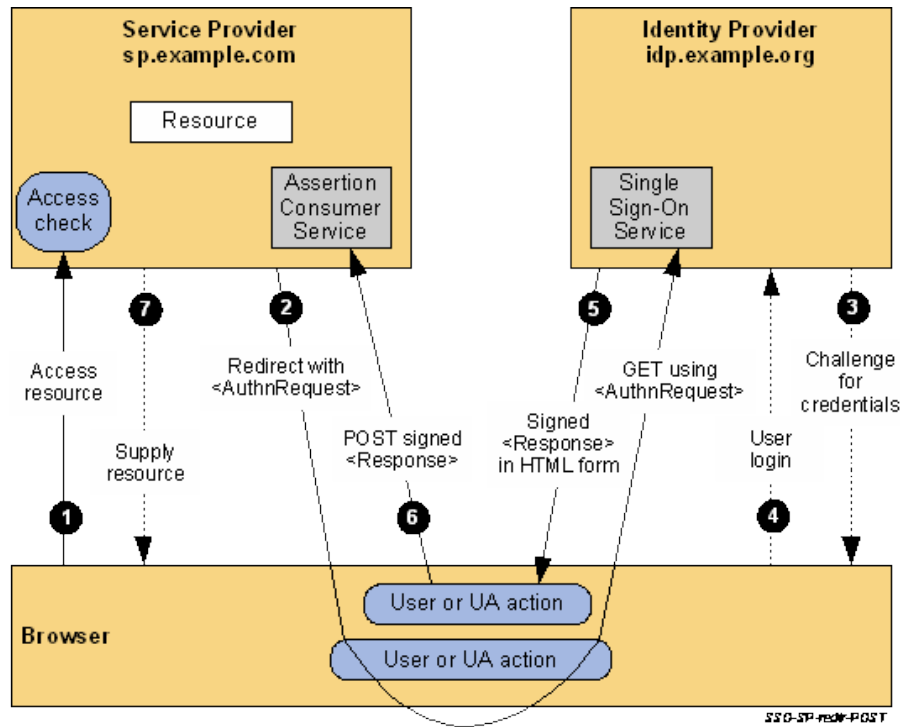 Service Provider
sp.example.com
Resource
Access
check
Assertion
Consumer
Service
Identity Provider
idp.example.org
Single
Sign-On
Service
7
2
5
3
Access
resource
Redirect with
<AuthnRequest>
GET using
<AuthnRequest>
Challenge
for
credentials
Supply
resource
POST signed
<Response>
Signed
<Response>
in HTML form
User
login
1
6
4
User or UA action
Browser
User or UA action
SSO-SP-redir-POST